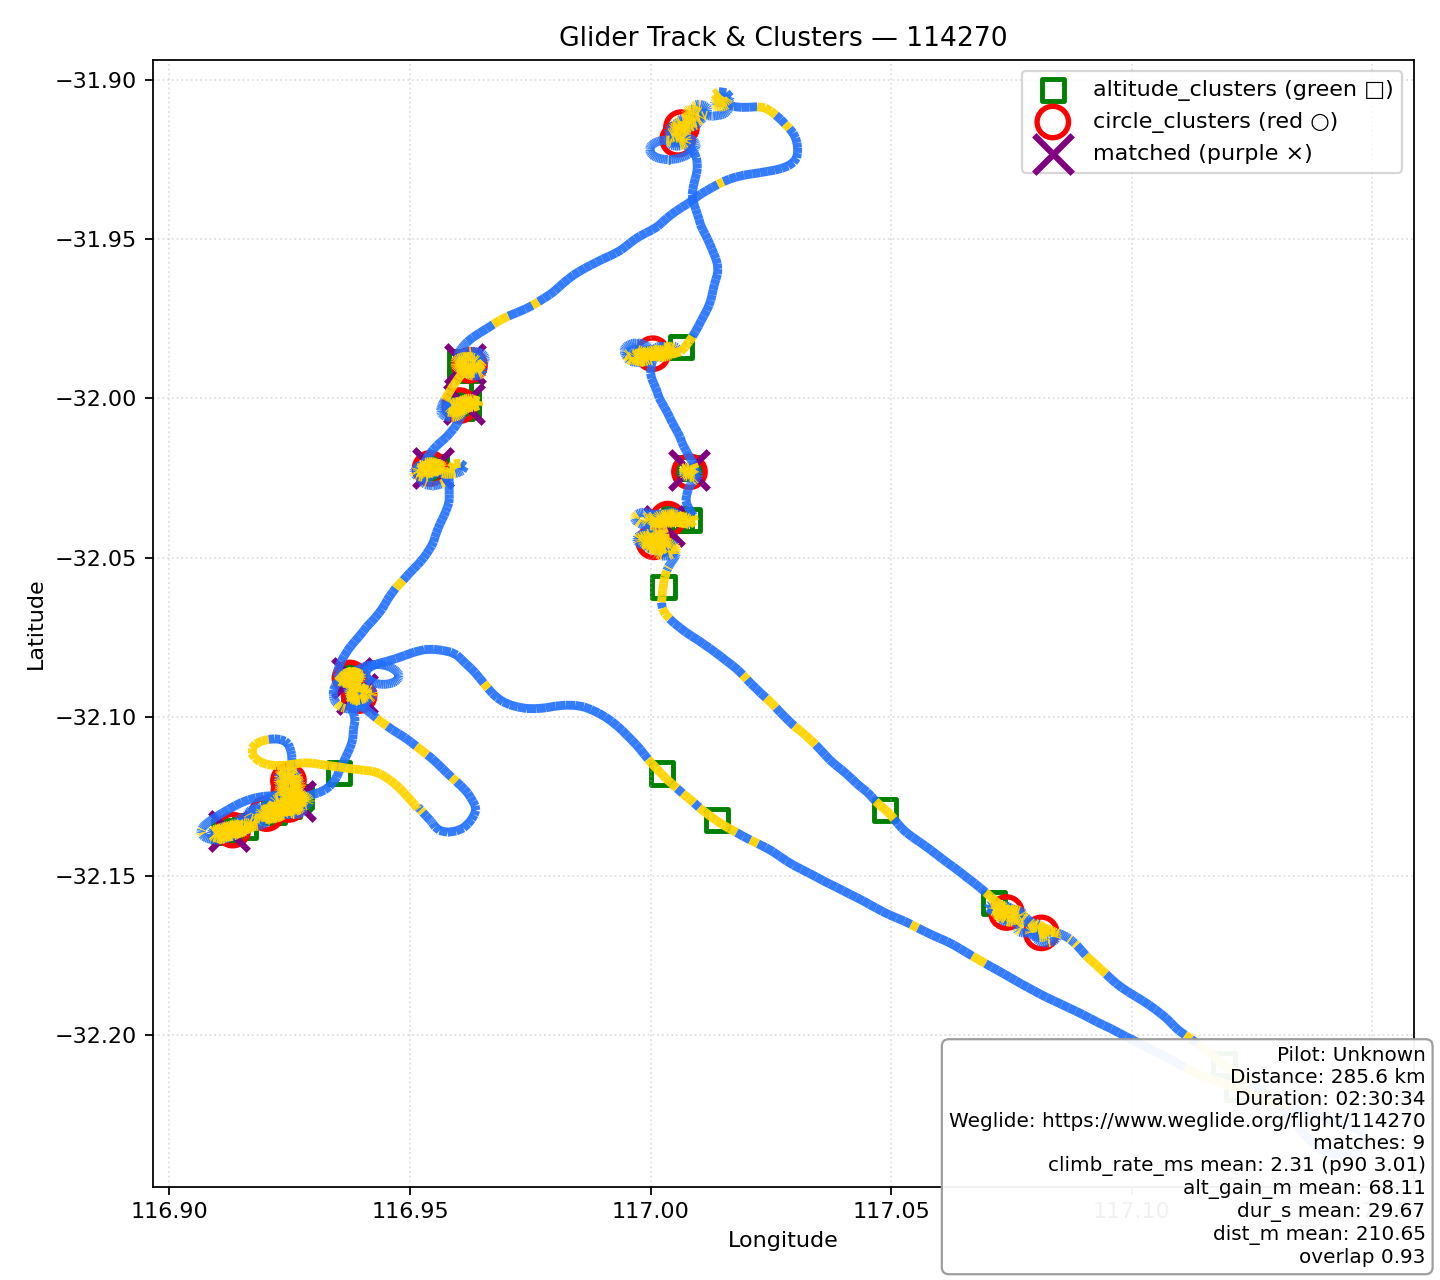 Glider Track & Clusters — 114270
altitude_clusters (green □)
circle_clusters (red ○)
matched (purple ×)
−31.90
−31.95
−32.00
−32.05
−32.10
−32.15
−32.20
Latitude
116.90
116.95
117.00
117.05
117.10
Longitude
Pilot: Unknown
Distance: 285.6 km
Duration: 02:30:34
Weglide: https://www.weglide.org/flight/114270
matches: 9
climb_rate_ms mean: 2.31 (p90 3.01)
alt_gain_m mean: 68.11
dur_s mean: 29.67
dist_m mean: 210.65
overlap 0.93